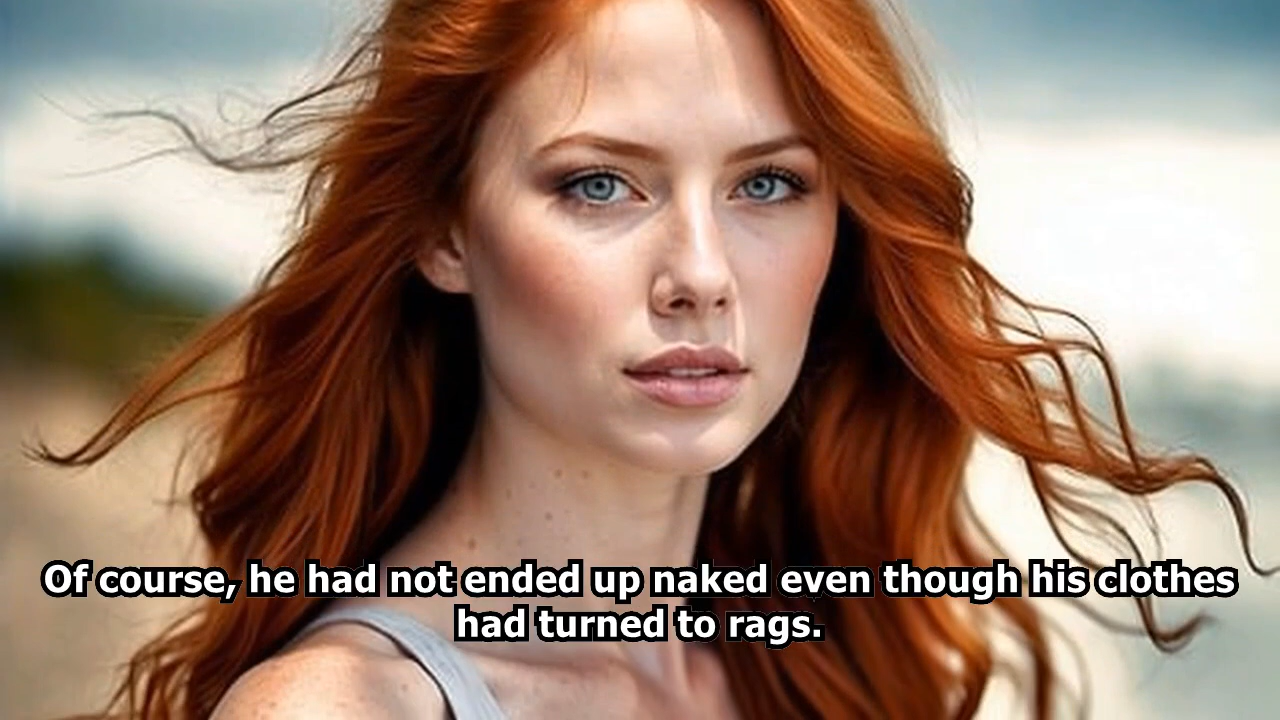 Of course, he had not ended up naked even though his clothes
had turned to rags.